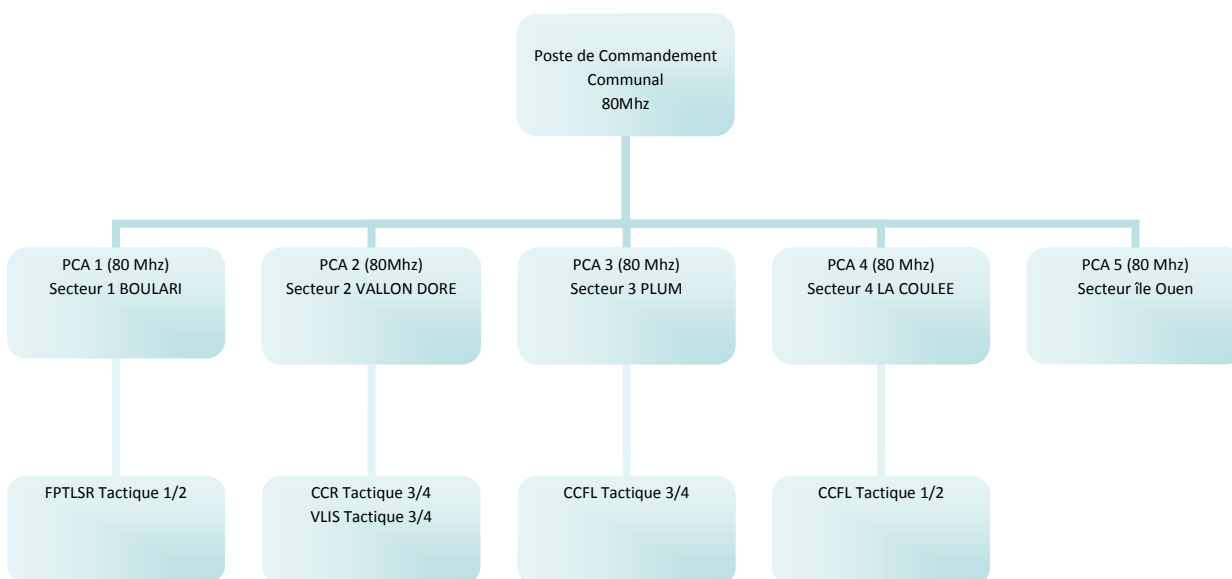 Poste de Commandement
Communal
80Mhz
PCA 1 (80 Mhz)
Secteur 1 BOULARI
PCA 2 (80Mhz)
Secteur 2 VALLON DORE
PCA 3 (80 Mhz)
Secteur 3 PLUM
PCA 4 (80 Mhz)
Secteur 4 LA COULEE
PCA 5 (80 Mhz)
Secteur île Ouen
FPTLSR Tactique 1/2
CCR Tactique 3/4
VLIS Tactique 3/4
CCFL Tactique 3/4
CCFL Tactique 1/2